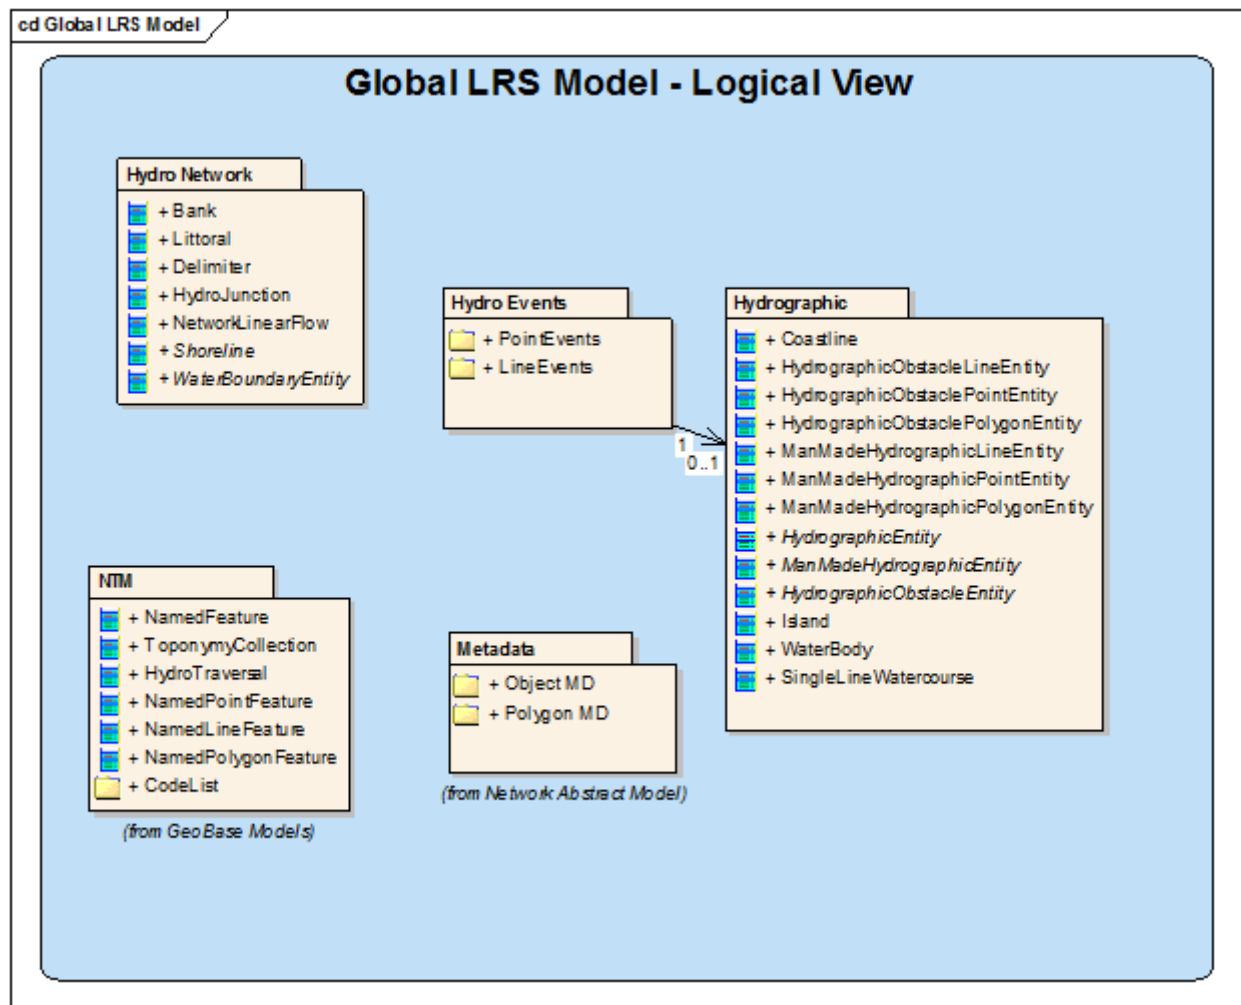 cd Global LRS Model
Global LRS Model - Logical View
Hydro Network
+ Bank
+ Littoral
+ Delimiter
+ HydroJunction
+ NetworkLinearFlow
+ Shoreline
+ WaterBoundaryEntity
Hydro Events
+ PointEvents
+ LineEvents
1
0..1
Hydrographic
+ Coastline
+ HydrographicObstacleLineEntity
+ HydrographicObstaclePointEntity
+ HydrographicObstaclePolygonEntity
+ ManMadeHydrographicLineEntity
+ ManMadeHydrographicPointEntity
+ ManMadeHydrographicPolygonEntity
+ HydrographicEntity
+ ManMadeHydrographicEntity
+ HydrographicObstacleEntity
+ Island
+ WaterBody
+ SingleLineWatercourse
NTM
+ NamedFeature
+ ToponymyCollection
+ HydroTraversal
+ NamedPointFeature
+ NamedLineFeature
+ NamedPolygonFeature
+ CodeList
(from GeoBase Models)
Metadata
+ Object MD
+ Polygon MD
(from Network Abstract Model)